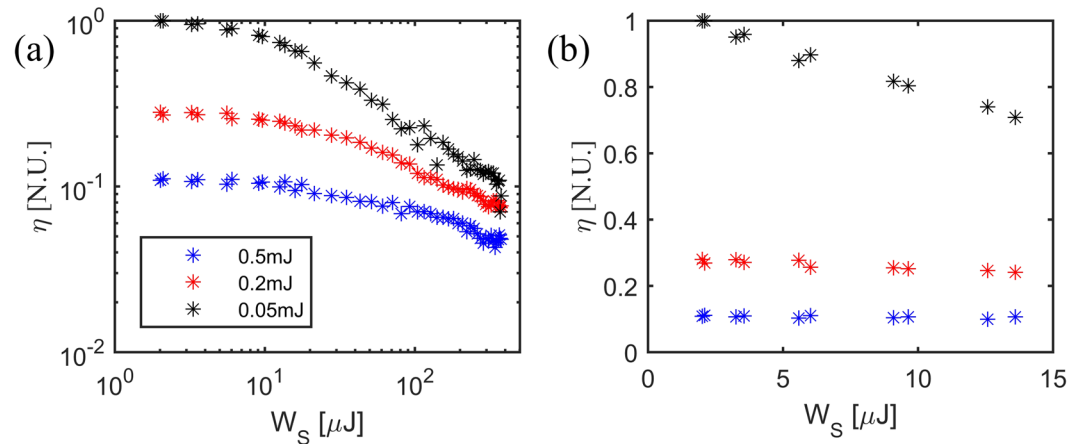 (a)
η [N.U.]
10^0
10^-1
10^-2
0.5mJ
0.2mJ
0.05mJ
10^0 10^1 10^2
W_S [μJ]
(b)
η [N.U.]
1
0.8
0.6
0.4
0.2
0
0 5 10 15
W_S [μJ]